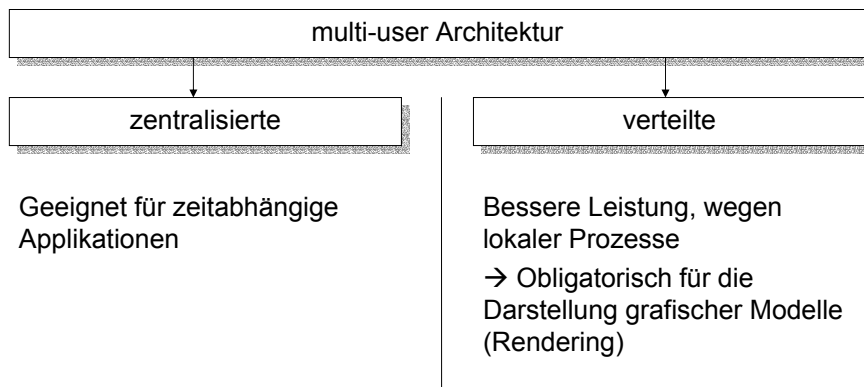 multi-user Architektur
zentralisierte
verteilte
Geeignet für zeitabhängige
Applikationen
Bessere Leistung, wegen
lokaler Prozesse
→ Obligatorisch für die
Darstellung grafischer Modelle
(Rendering)